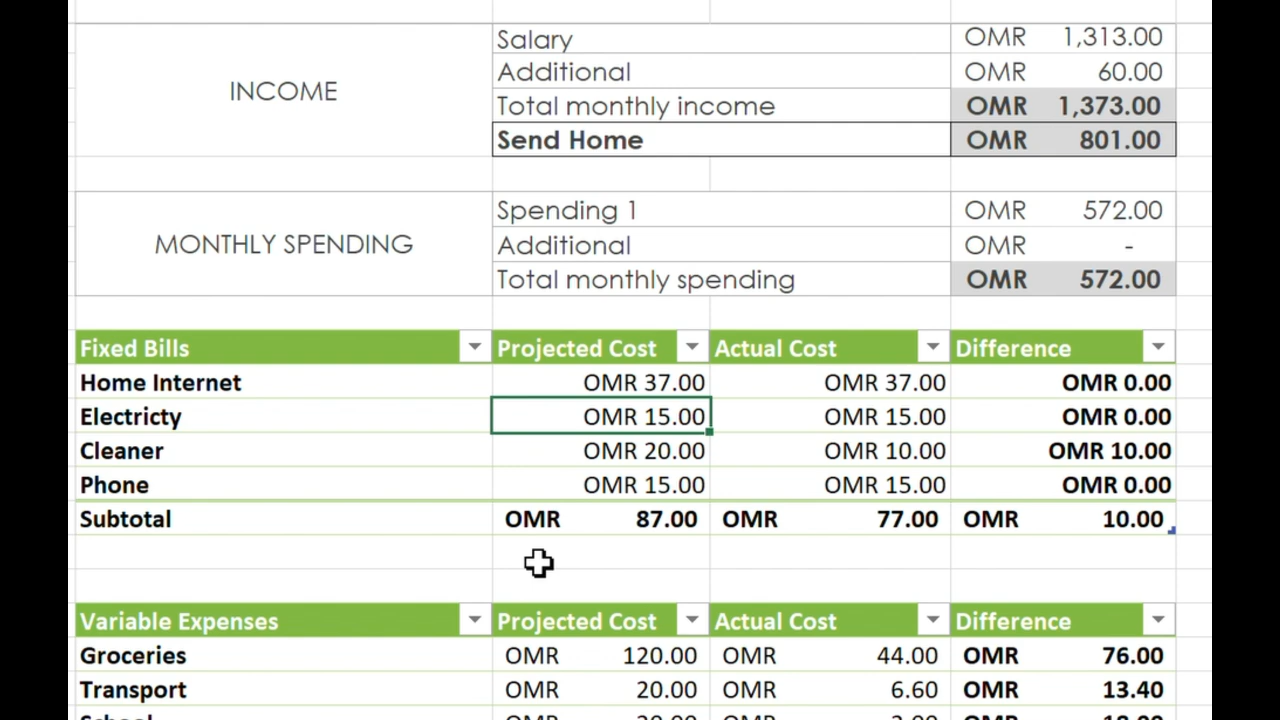 Salary OMR 1,313.00
Additional OMR 60.00
INCOME
Total monthly income OMR 1,373.00
Send Home OMR 801.00
Spending 1 OMR 572.00
MONTHLY SPENDING
Additional OMR -
Total monthly spending OMR 572.00
Fixed Bills Projected Cost Actual Cost Difference
Home Internet OMR 37.00 OMR 37.00 OMR 0.00
Electricty OMR 15.00 OMR 15.00 OMR 0.00
Cleaner OMR 20.00 OMR 10.00 OMR 10.00
Phone OMR 15.00 OMR 15.00 OMR 0.00
Subtotal OMR 87.00 OMR 77.00 OMR 10.00
Variable Expenses Projected Cost Actual Cost Difference
Groceries OMR 120.00 OMR 44.00 OMR 76.00
Transport OMR 20.00 OMR 6.60 OMR 13.40